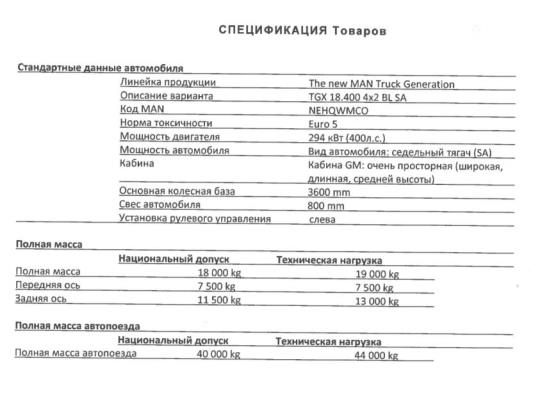 СПЕЦИФИКАЦИЯ Товаров
Стандартные данные автомобиля
Линейка продукции The new MAN Truck Generation
Описание варианта TGX 18.400 4x2 BL SA
Код MAN NEHQWMCO
Норма токсичности Euro 5
Мощность двигателя 294 кВт (400л.с.)
Мощность автомобиля Вид автомобиля: седельный тягач (SA)
Кабина Кабина GM: очень просторная (широкая,
длинная, средней высоты)
Основная колесная база 3600 mm
Свес автомобиля 800 mm
Установка рулевого управления слева
Полная масса
Национальный допуск Техническая нагрузка
Полная масса 18 000 kg 19 000 kg
Передняя ось 7 500 kg 7 500 kg
Задняя ось 11 500 kg 13 000 kg
Полная масса автопоезда
Национальный допуск Техническая нагрузка
Полная масса автопоезда 40 000 kg 44 000 kg